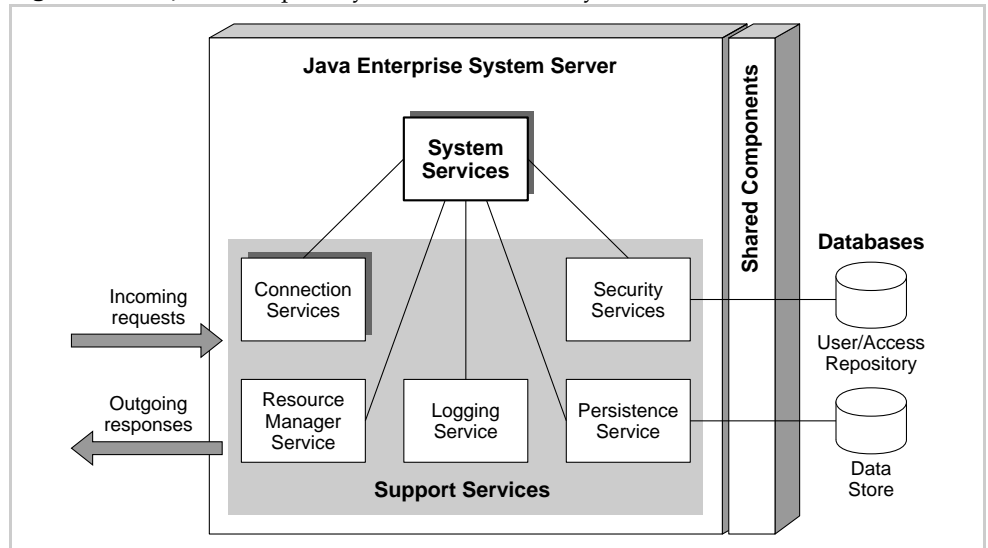 Java Enterprise System Server
System
Services
Shared Components
Databases
Connection
Services
Security
Services
Incoming
requests
User/Access
Repository
Resource
Manager
Service
Logging
Service
Persistence
Service
Outgoing
responses
Data
Store
Support Services